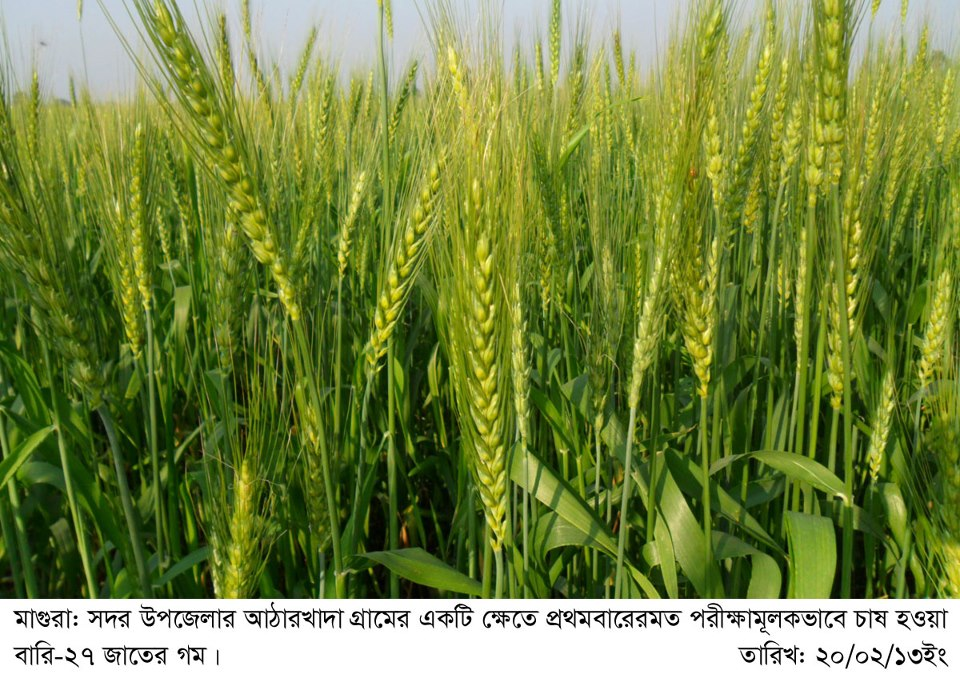 মাগুরা: সদর উপজেলার আঠারখাদা গ্রামের একটি ক্ষেতে প্রথমবারেরমত পরীক্ষামূলকভাবে চাষ হওয়া
বারি-২৭ জাতের গম। তারিখ: ২০/০২/১৩ইং